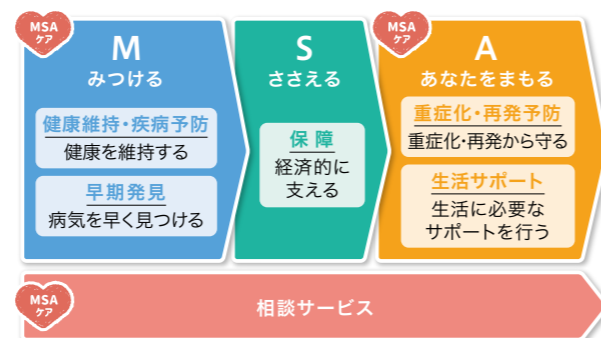 MSA
ケア
M
みつける
健康維持・疾病予防
健康を維持する
早期発見
病気を早く見つける
S
ささえる
保障
経済的に
支える
MSA
ケア
A
あなたをまもる
重症化・再発予防
重症化・再発から守る
生活サポート
生活に必要な
サポートを行う
MSA
ケア
相談サービス